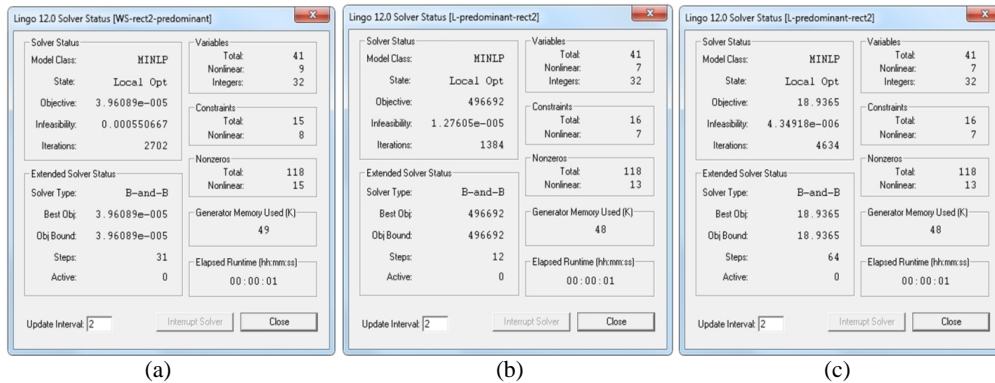 Lingo 12.0 Solver Status [WS-rect2-predominant]
x
Solver Status
Model Class: MINLP
State: Local Opt
Objective: 3.96089e-005
Infeasibility: 0.000550667
Iterations: 2702
Extended Solver Status
Solver Type: B-and-B
Best Obj: 3.96089e-005
Obj Bound: 3.96089e-005
Steps: 31
Active: 0
Variables
Total: 41
Nonlinear: 9
Integers: 32
Constraints
Total: 15
Nonlinear: 8
Nonzeros
Total: 118
Nonlinear: 15
Generator Memory Used (K)
49
Elapsed Runtime (hh:mm:ss)
00:00:01
Update Interval: 2
Interrupt Solver
Close
(a)
Lingo 12.0 Solver Status [L-predominant-rect2]
x
Solver Status
Model Class: MINLP
State: Local Opt
Objective: 496692
Infeasibility: 1.27605e-005
Iterations: 1384
Extended Solver Status
Solver Type: B-and-B
Best Obj: 496692
Obj Bound: 496692
Steps: 12
Active: 0
Variables
Total: 41
Nonlinear: 7
Integers: 32
Constraints
Total: 16
Nonlinear: 7
Nonzeros
Total: 118
Nonlinear: 13
Generator Memory Used (K)
48
Elapsed Runtime (hh:mm:ss)
00:00:01
Update Interval: 2
Interrupt Solver
Close
(b)
Lingo 12.0 Solver Status [L-predominant-rect2]
x
Solver Status
Model Class: MINLP
State: Local Opt
Objective: 18.9365
Infeasibility: 4.34918e-006
Iterations: 4634
Extended Solver Status
Solver Type: B-and-B
Best Obj: 18.9365
Obj Bound: 18.9365
Steps: 64
Active: 0
Variables
Total: 41
Nonlinear: 7
Integers: 32
Constraints
Total: 16
Nonlinear: 7
Nonzeros
Total: 118
Nonlinear: 13
Generator Memory Used (K)
48
Elapsed Runtime (hh:mm:ss)
00:00:01
Update Interval: 2
Interrupt Solver
Close
(c)